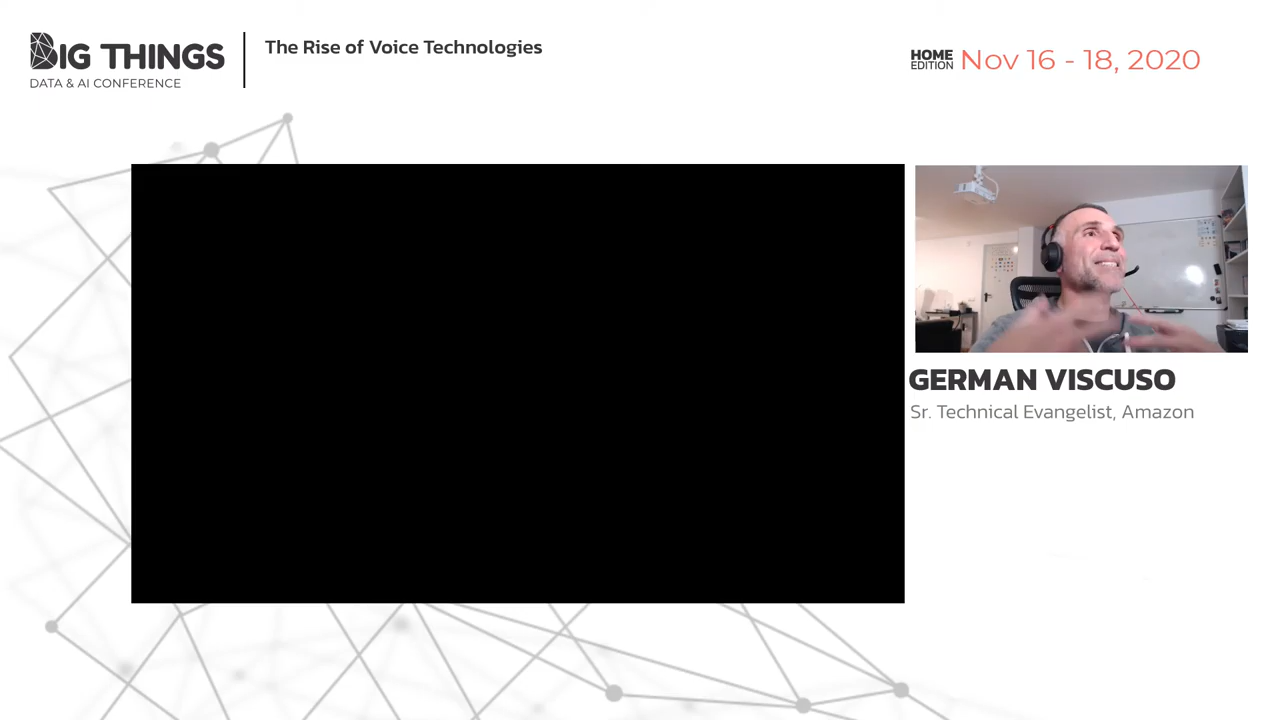 BIG THINGS
DATA & AI CONFERENCE
The Rise of Voice Technologies
HOME
EDITION
Nov 16 - 18, 2020
GERMAN VISCUSO
Sr. Technical Evangelist, Amazon